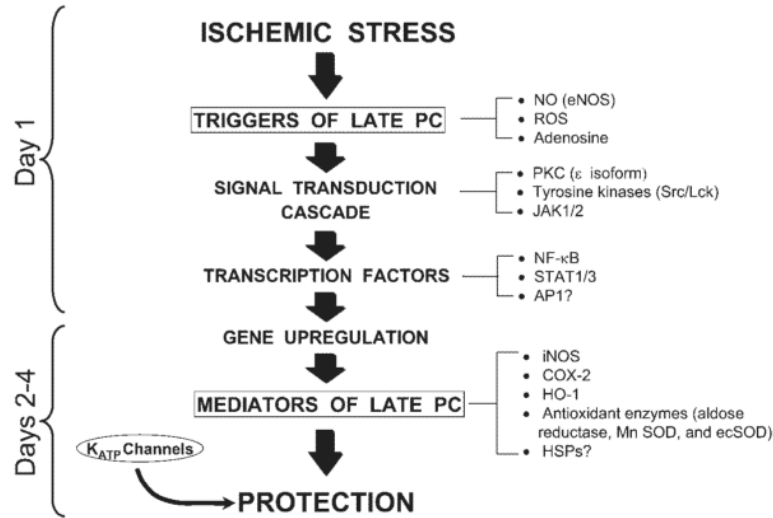 ISCHEMIC STRESS
Day 1
TRIGGERS OF LATE PC
• NO (eNOS)
• ROS
• Adenosine
SIGNAL TRANSDUCTION
CASCADE
• PKC (ε isoform)
• Tyrosine kinases (Src/Lck)
• JAK1/2
TRANSCRIPTION FACTORS
• NF-κB
• STAT1/3
• AP1?
Days 2-4
GENE UPREGULATION
MEDIATORS OF LATE PC
• iNOS
• COX-2
• HO-1
• Antioxidant enzymes (aldose
reductase, Mn SOD, and ecSOD)
• HSPs?
KATP Channels
PROTECTION